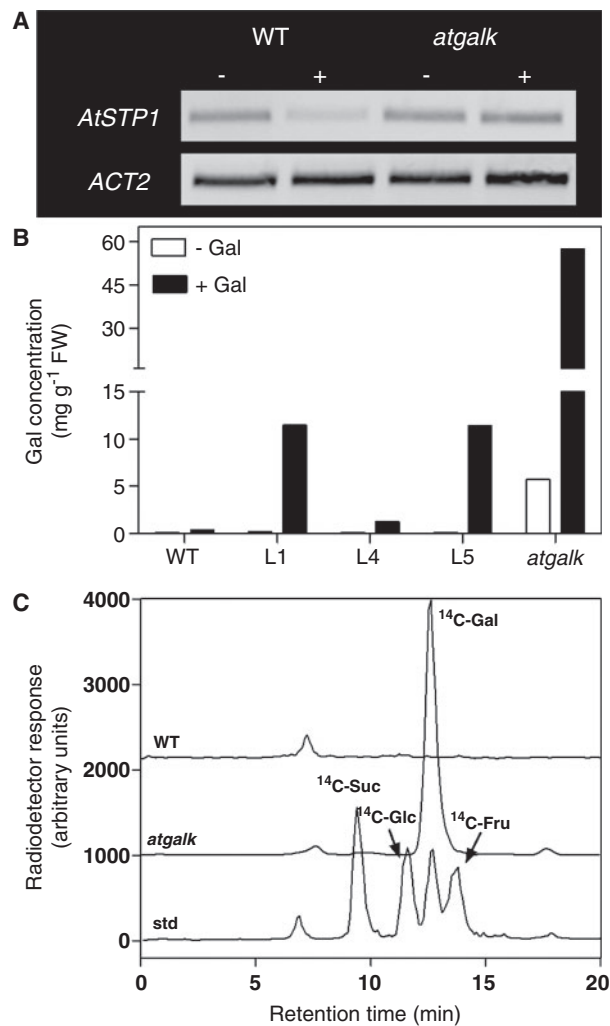 A
WT atgalk
- + - +
AtSTP1
ACT2
B
60
45
30
15
10
5
0
- Gal
+ Gal
Gal concentration
(mg g-1 FW)
WT L1 L4 L5 atgalk
C
4000
3000
2000
1000
0
Radiodetector response
(arbitrary units)
14C-Gal
WT
14C-Suc
14C-Glc
14C-Fru
atgalk
std
0 5 10 15 20
Retention time (min)